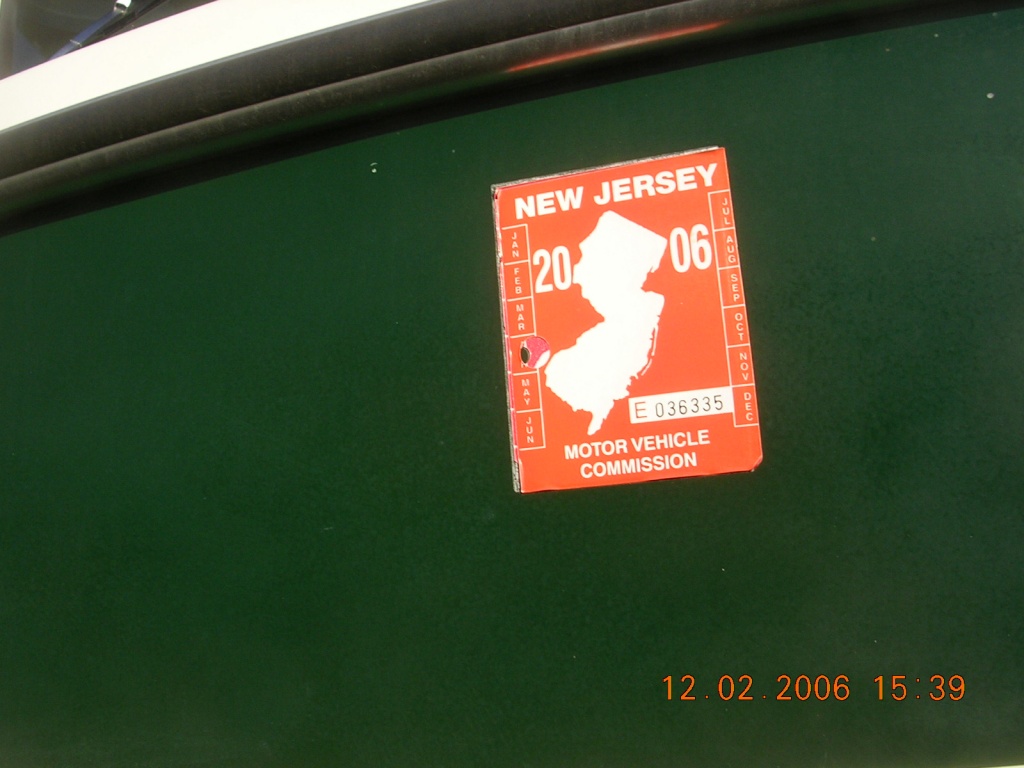 NEW JERSEY
20 06
JAN
FEB
MAR
MAY
JUN
JUL
AUG
SEP
OCT
NOV
DEC
E 036335
MOTOR VEHICLE
COMMISSION
12.02.2006 15:39